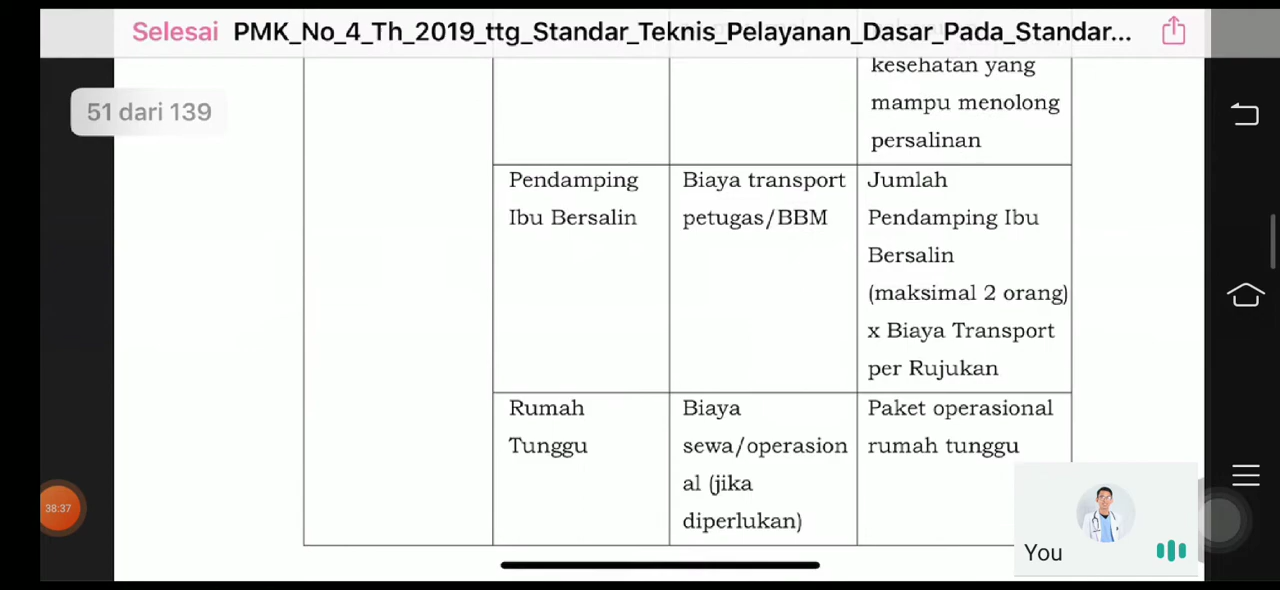 Selesai PMK_No_4_Th_2019_ttg_Standar_Teknis_Pelayanan_Dasar_Pada_Standar...
51 dari 139
kesehatan yang
mampu menolong
persalinan
Pendamping
Ibu Bersalin
Biaya transport
petugas/BBM
Jumlah
Pendamping Ibu
Bersalin
(maksimal 2 orang)
x Biaya Transport
per Rujukan
Rumah
Tunggu
Biaya
sewa/operasion
al (jika
diperlukan)
Paket operasional
rumah tunggu
38:37
You